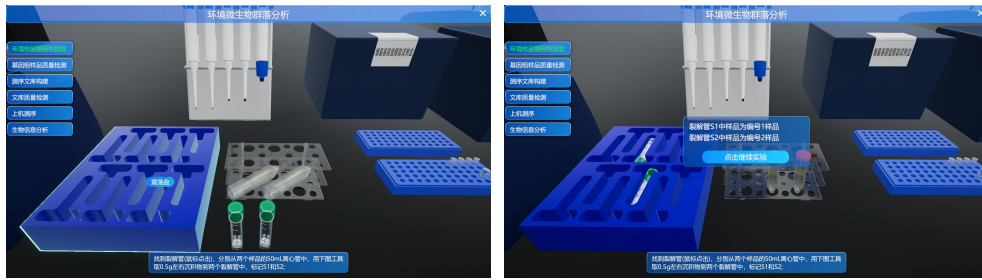 环境微生物群落分析
×
环境样品基因组提取
基因组样品质量检测
测序文库构建
文库质量检测
上机测序
生物信息分析
震荡盘
找到裂解管(鼠标点击)，分别从两个样品的50mL离心管中，用下图工具
取0.5g左右沉积物到两个裂解管中，标记S1和S2;
环境微生物群落分析
×
环境样品基因组提取
基因组样品质量检测
测序文库构建
文库质量检测
上机测序
生物信息分析
裂解管S1中样品为编号1样品
裂解管S2中样品为编号2样品
点击继续实验
找到裂解管(鼠标点击)，分别从两个样品的50mL离心管中，用下图工具
取0.5g左右沉积物到两个裂解管中，标记S1和S2;